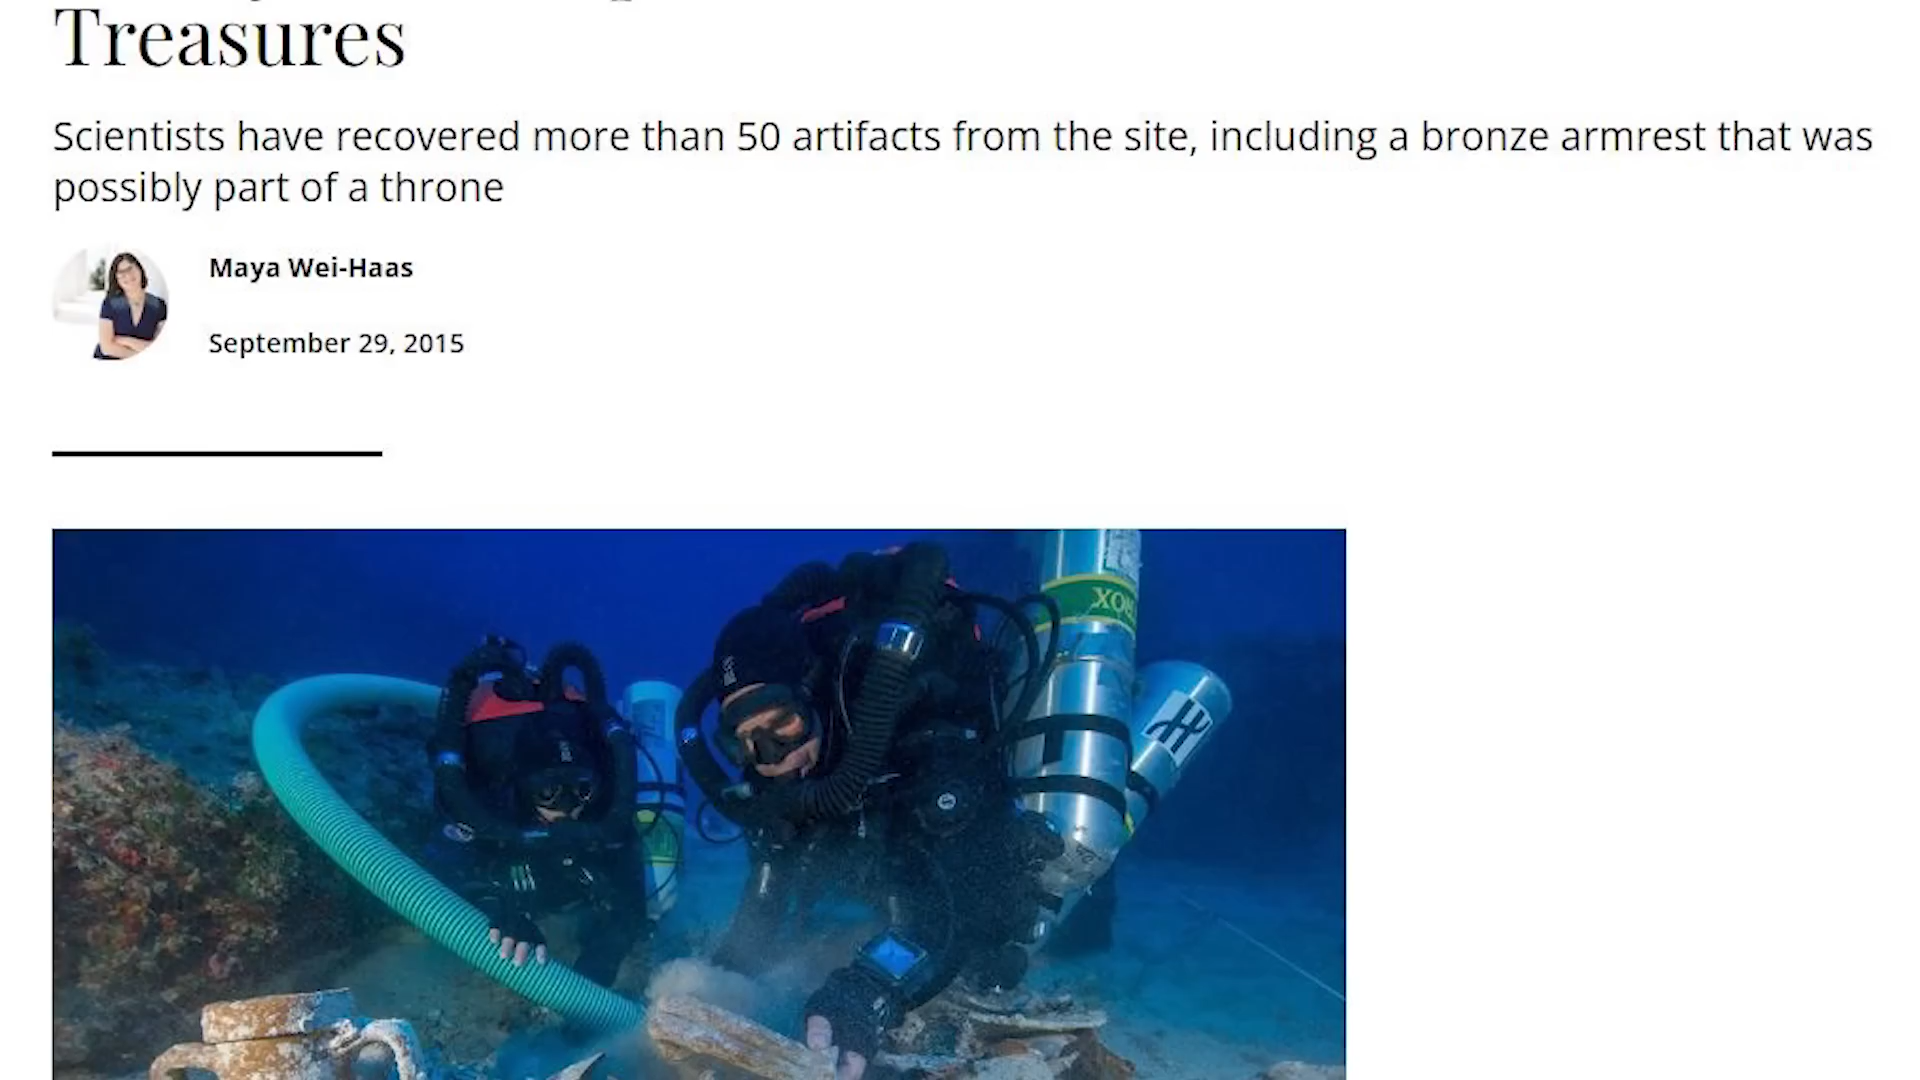 Treasures
Scientists have recovered more than 50 artifacts from the site, including a bronze armrest that was
possibly part of a throne
Maya Wei-Haas
September 29, 2015
H